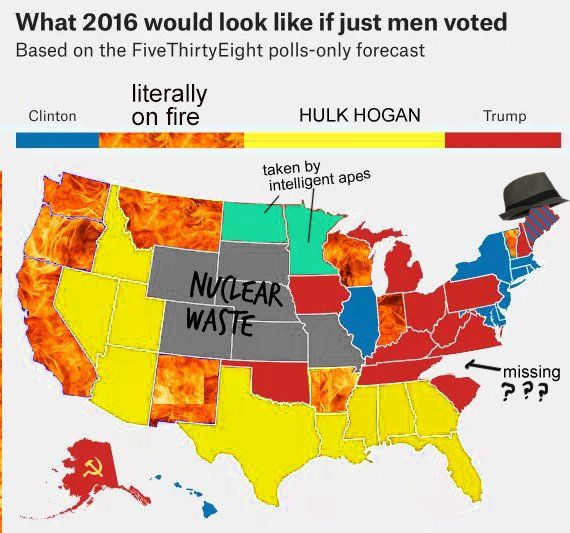 What 2016 would look like if just men voted
Based on the FiveThirtyEight polls-only forecast
Clinton
literally
on fire
HULK HOGAN
Trump
taken by
intelligent apes
NUCLEAR
WASTE
missing
? ? ?